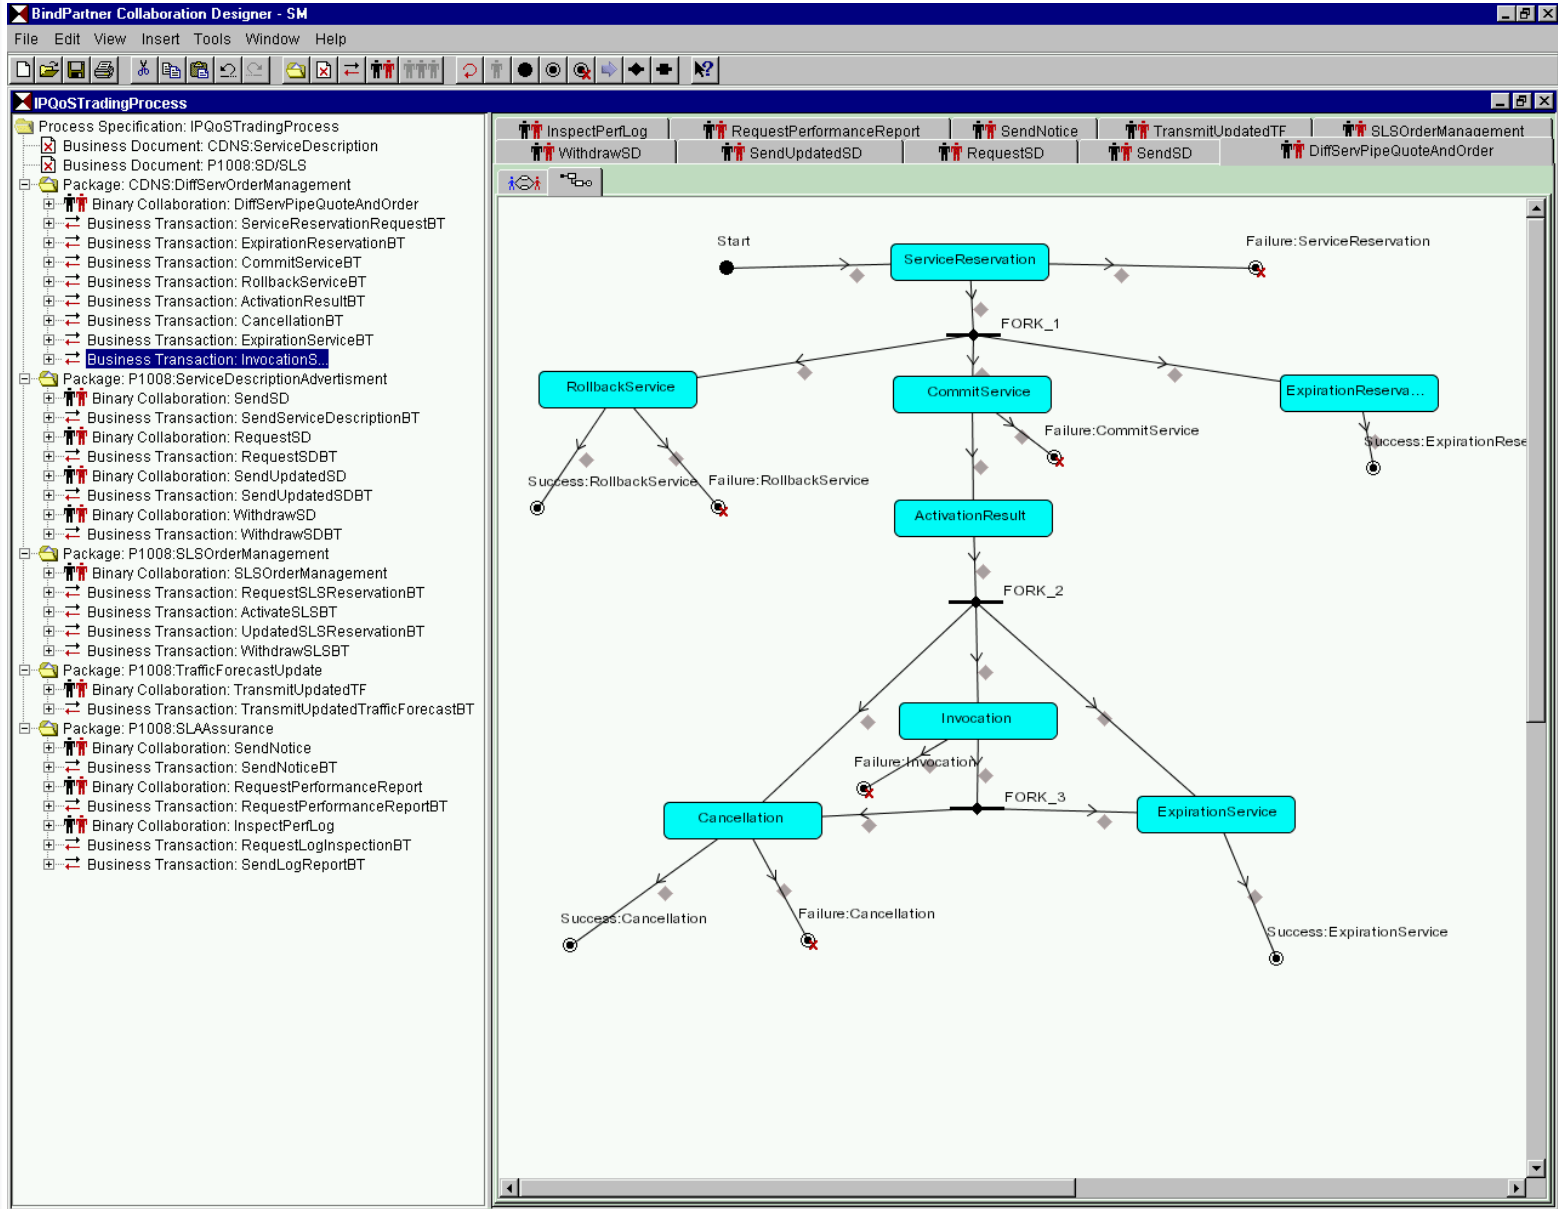 BindPartner Collaboration Designer - SM
File Edit View Insert Tools Window Help
IPQoSTradingProcess
Process Specification: IPQoSTradingProcess
Business Document: CDNS:ServiceDescription
Business Document: P1008:SD/SLS
Package: CDNS:DiffServOrderManagement
Binary Collaboration: DiffServPipeQuoteAndOrder
Business Transaction: ServiceReservationRequestBT
Business Transaction: ExpirationReservationBT
Business Transaction: CommitServiceBT
Business Transaction: RollbackServiceBT
Business Transaction: ActivationResultBT
Business Transaction: CancellationBT
Business Transaction: ExpirationServiceBT
Business Transaction: InvocationS...
Package: P1008:ServiceDescriptionAdvertisment
Binary Collaboration: SendSD
Business Transaction: SendServiceDescriptionBT
Binary Collaboration: RequestSD
Business Transaction: RequestSDBT
Binary Collaboration: SendUpdatedSD
Business Transaction: SendUpdatedSDBT
Binary Collaboration: WithdrawSD
Business Transaction: WithdrawSDBT
Package: P1008:SLSOrderManagement
Binary Collaboration: SLSOrderManagement
Business Transaction: RequestSLSReservationBT
Business Transaction: ActivateSLSBT
Business Transaction: UpdatedSLSReservationBT
Business Transaction: WithdrawSLSBT
Package: P1008:TrafficForecastUpdate
Binary Collaboration: TransmitUpdatedTF
Business Transaction: TransmitUpdatedTrafficForecastBT
Package: P1008:SLAAssurance
Binary Collaboration: SendNotice
Business Transaction: SendNoticeBT
Binary Collaboration: RequestPerformanceReport
Business Transaction: RequestPerformanceReportBT
Binary Collaboration: InspectPerfLog
Business Transaction: RequestLogInspectionBT
Business Transaction: SendLogReportBT
InspectPerfLog RequestPerformanceReport SendNotice TransmitUpdatedTF SLSOrderManagement
WithdrawSD SendUpdatedSD RequestSD SendSD DiffServPipeQuoteAndOrder
Start
Failure:ServiceReservation
ServiceReservation
FORK_1
RollbackService
CommitService
ExpirationReserva...
Failure:CommitService
Success:ExpirationRese
Success:RollbackService
Failure:RollbackService
ActivationResult
FORK_2
Invocation
Failure:Invocation
FORK_3
Cancellation
ExpirationService
Success:Cancellation
Failure:Cancellation
Success:ExpirationService